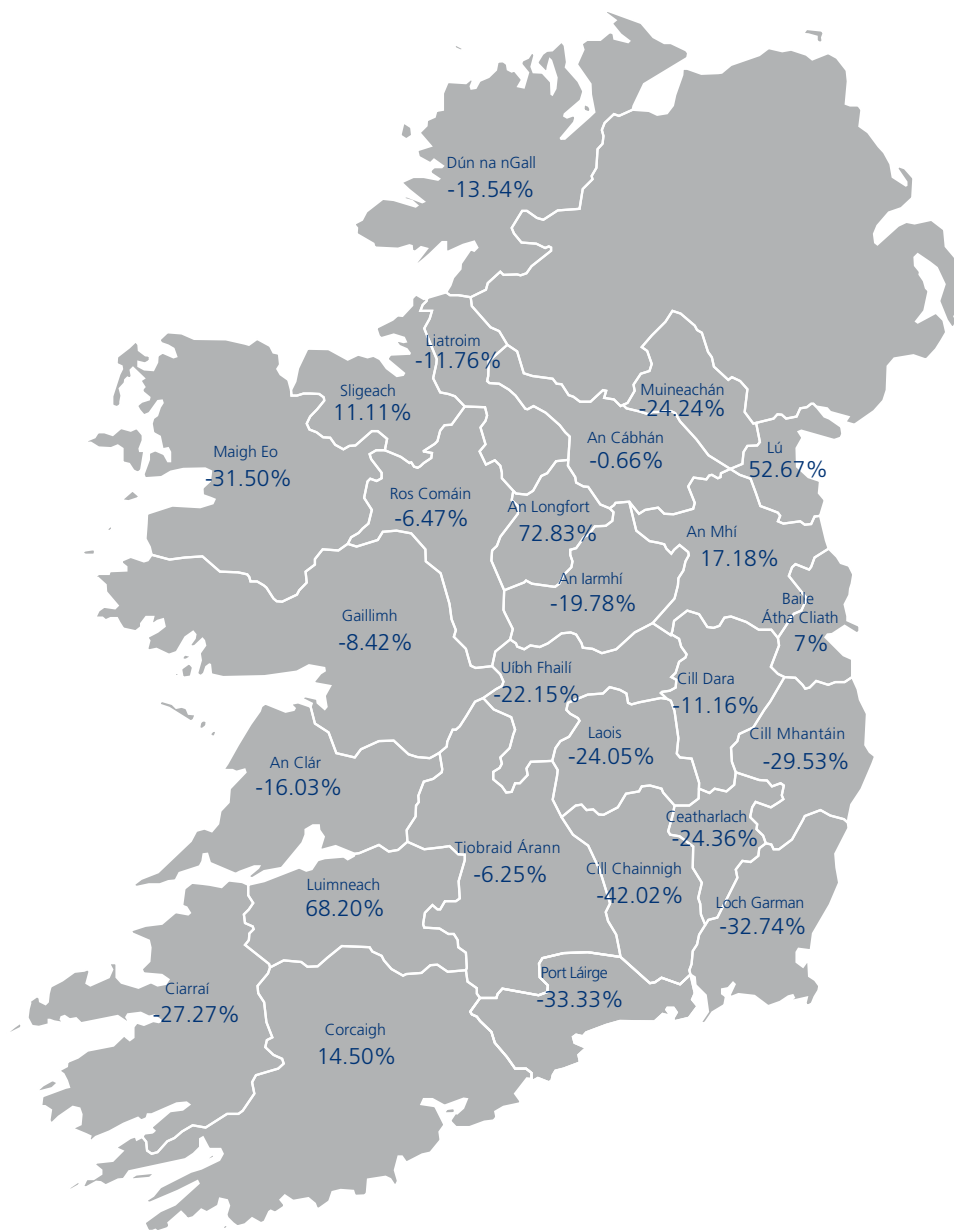 Dún na nGall
-13.54%
Liatroim
-11.76%
Sligeach
11.11%
Muineachán
-24.24%
An Cábhán
-0.66%
Lú
52.67%
Maigh Eo
-31.50%
Ros Comáin
-6.47%
An Longfort
72.83%
An Mhí
17.18%
An Iarmhí
-19.78%
Baile
Átha Cliath
7%
Gaillimh
-8.42%
Uíbh Fhailí
-22.15%
Cill Dara
-11.16%
Laois
-24.05%
Cill Mhantáin
-29.53%
An Clár
-16.03%
Ceatharlach
-24.36%
Tiobraid Árann
-6.25%
Cill Chainnigh
-42.02%
Luimneach
68.20%
Loch Garman
-32.74%
Port Láirge
-33.33%
Ciarraí
-27.27%
Corcaigh
14.50%